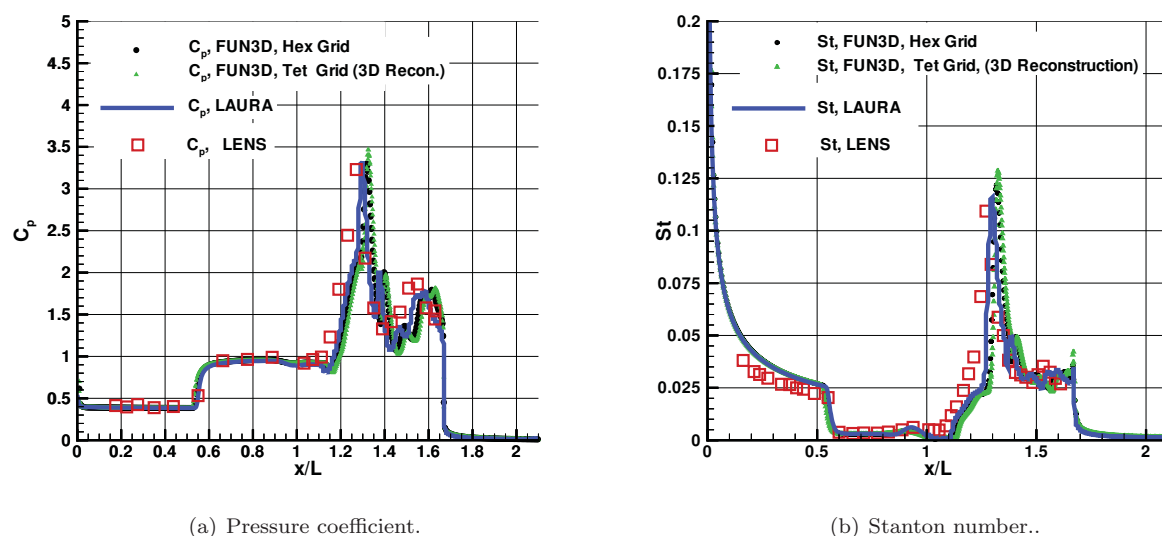 C_p, FUN3D, Hex Grid
C_p, FUN3D, Tet Grid (3D Recon.)
C_p, LAURA
C_p, LENS
5
4.5
4
3.5
3
2.5
2
1.5
1
0.5
0
C_p
0 0.2 0.4 0.6 0.8 1 1.2 1.4 1.6 1.8 2
x/L
(a) Pressure coefficient.
St, FUN3D, Hex Grid
St, FUN3D, Tet Grid, (3D Reconstruction)
St, LAURA
St, LENS
0.2
0.175
0.15
0.125
0.1
0.075
0.05
0.025
0
St
0 0.5 1 1.5 2
x/L
(b) Stanton number..